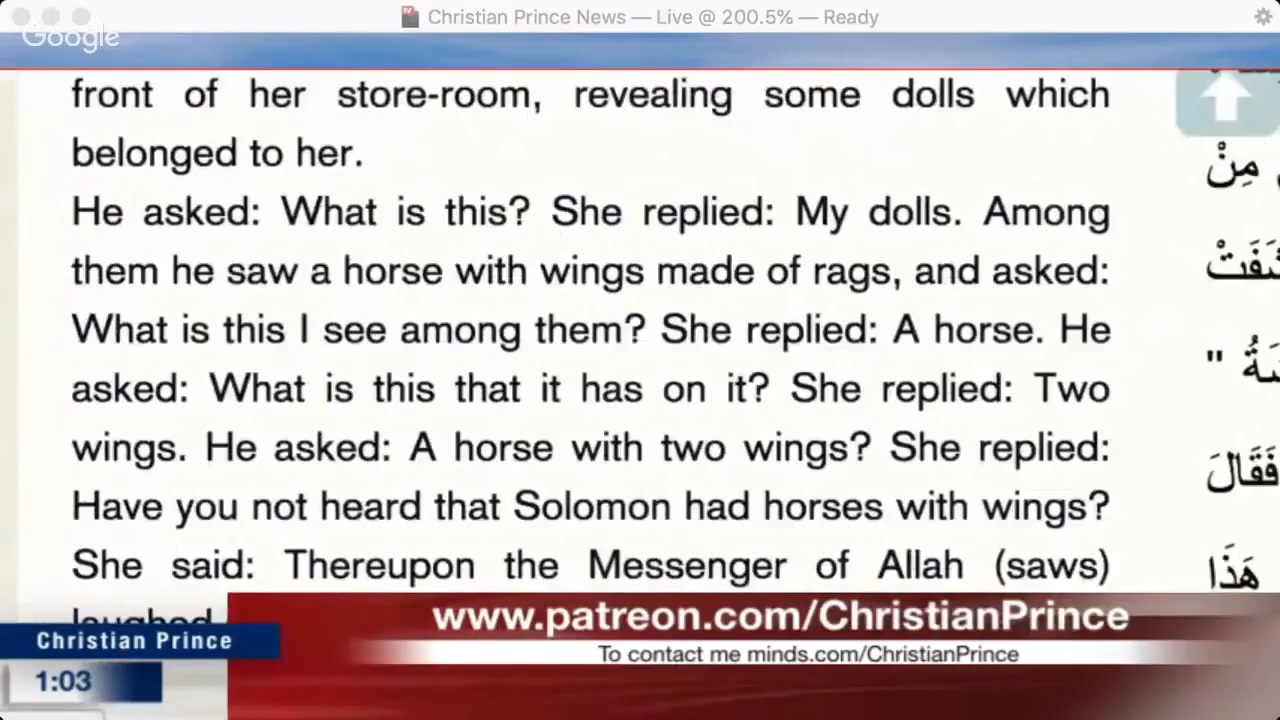 Christian Prince News — Live @ 200.5% — Ready
Google
front of her store-room, revealing some dolls which
belonged to her.
He asked: What is this? She replied: My dolls. Among
them he saw a horse with wings made of rags, and asked:
What is this I see among them? She replied: A horse. He
asked: What is this that it has on it? She replied: Two
wings. He asked: A horse with two wings? She replied:
Have you not heard that Solomon had horses with wings?
She said: Thereupon the Messenger of Allah (saws)
laughed
مِنْ
"
فَقَالَ
هَذَا
www.patreon.com/ChristianPrince
Christian Prince
To contact me minds.com/ChristianPrince
1:03